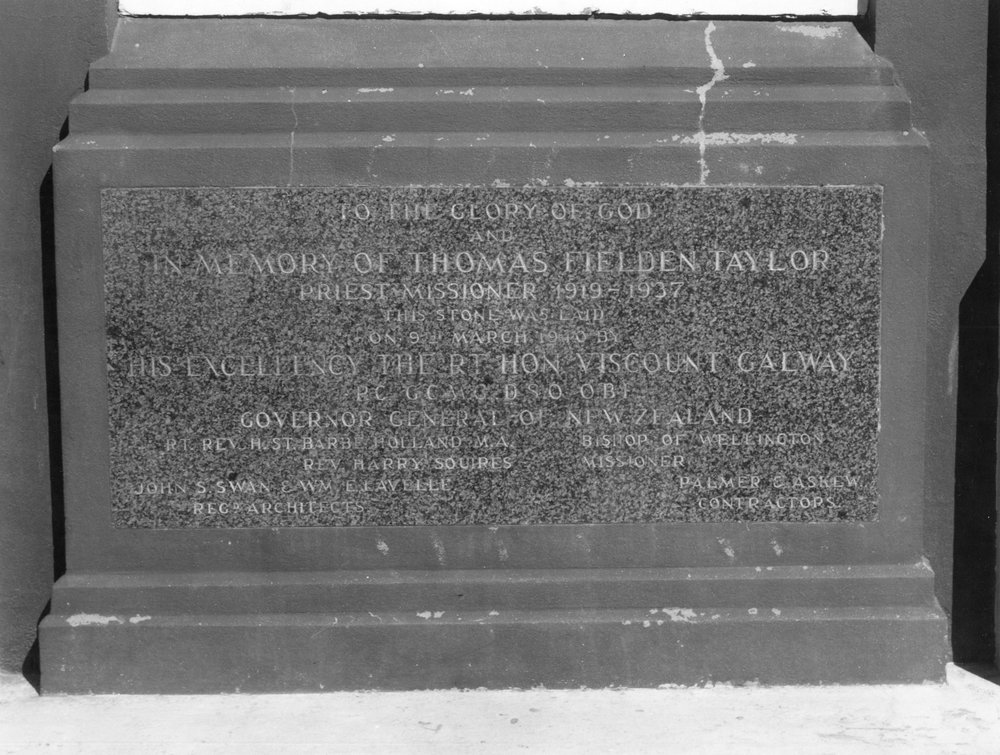 TO THE GLORY OF GOD
AND
IN MEMORY OF THOMAS FIELDEN TAYLOR
PRIEST-MISSIONER 1919-1937
THIS STONE WAS LAID
ON 9TH MARCH 1940 BY
HIS EXCELLENCY THE RT. HON. VISCOUNT GALWAY
P.C. G.C.M.G. D.S.O. O.B.E.
GOVERNOR GENERAL OF NEW ZEALAND
RT. REV. H. ST. BARBE HOLLAND M.A. BISHOP OF WELLINGTON
REV. HARRY SQUIRES MISSIONER
JOHN S. SWAN & WM. E. LAVELLE PALMER & ASKEW
REGD ARCHITECTS CONTRACTORS.